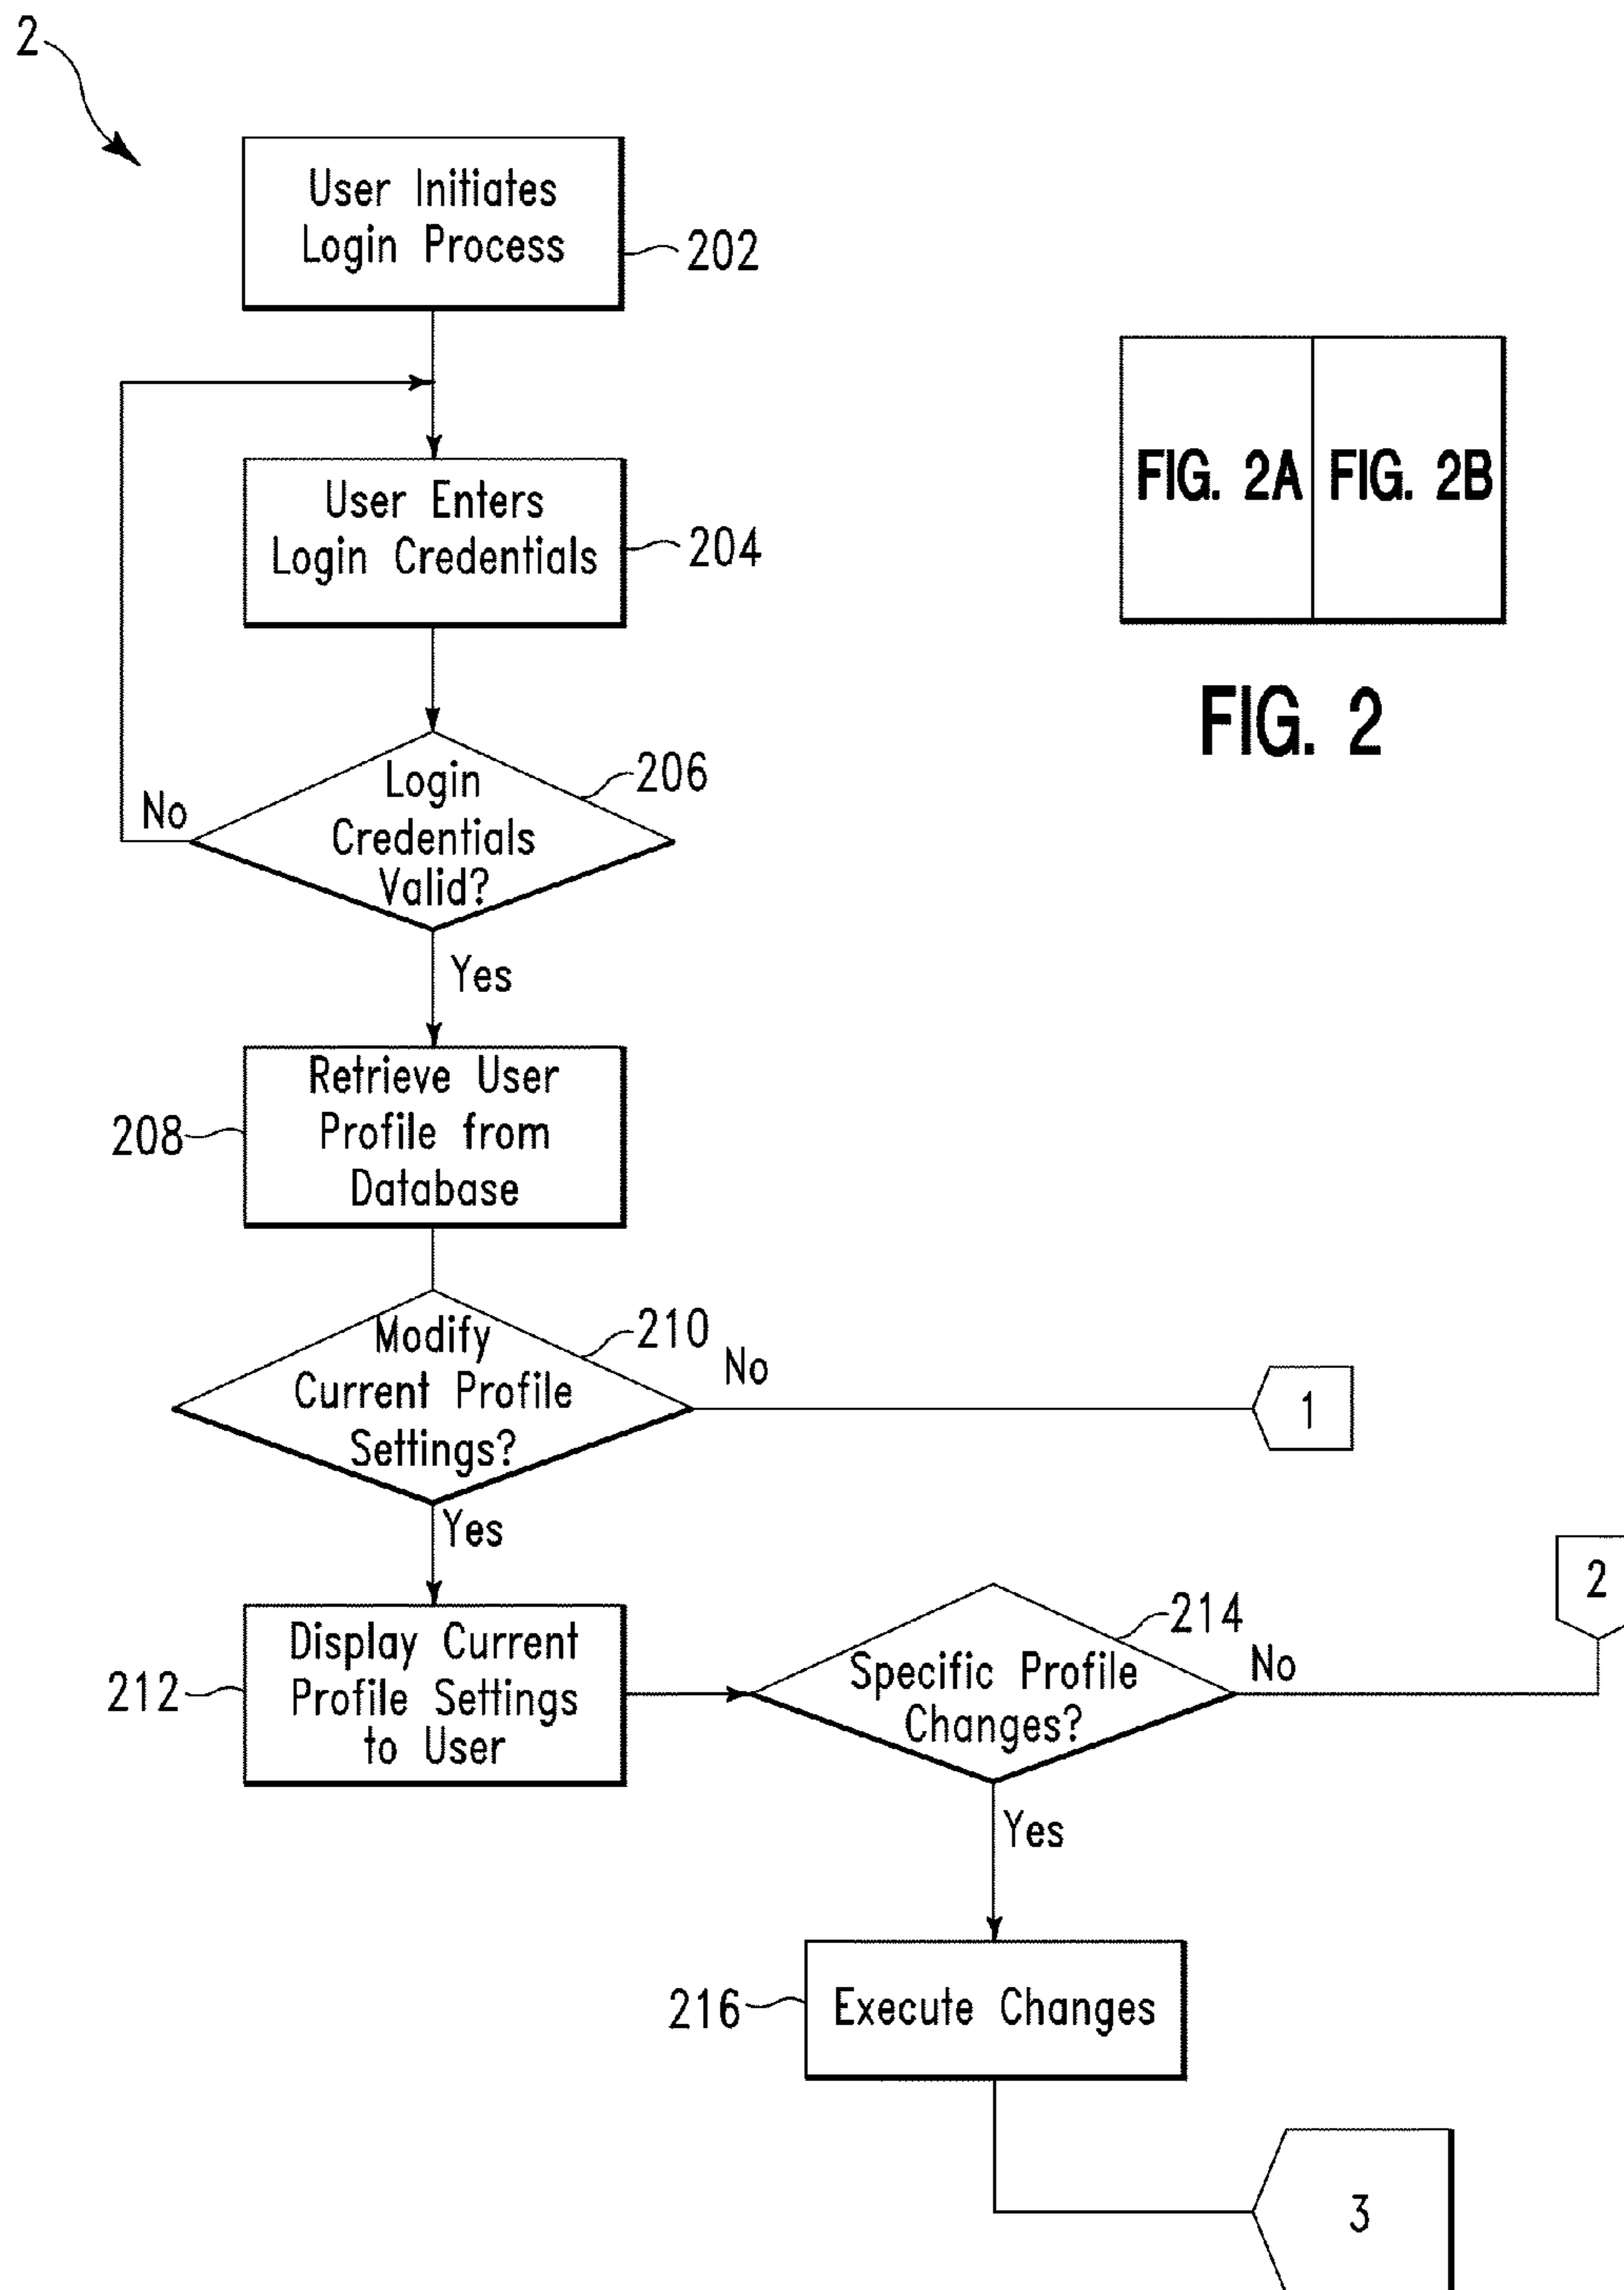 2
User Initiates
Login Process
202
User Enters
Login Credentials
204
FIG. 2A
FIG. 2B
FIG. 2
Login
Credentials
Valid?
206
No
Yes
Retrieve User
Profile from
Database
208
Modify
Current Profile
Settings?
210
No
1
Yes
Display Current
Profile Settings
to User
212
Specific Profile
Changes?
214
No
2
Yes
Execute Changes
216
3